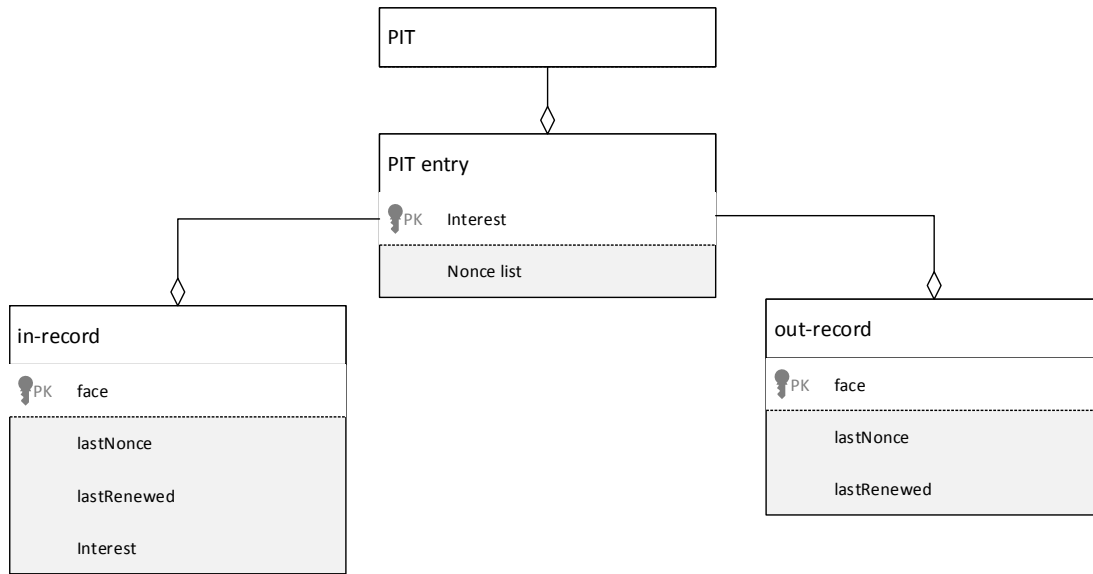 PIT
PIT entry
PK Interest
Nonce list
in-record
PK face
lastNonce
lastRenewed
Interest
out-record
PK face
lastNonce
lastRenewed